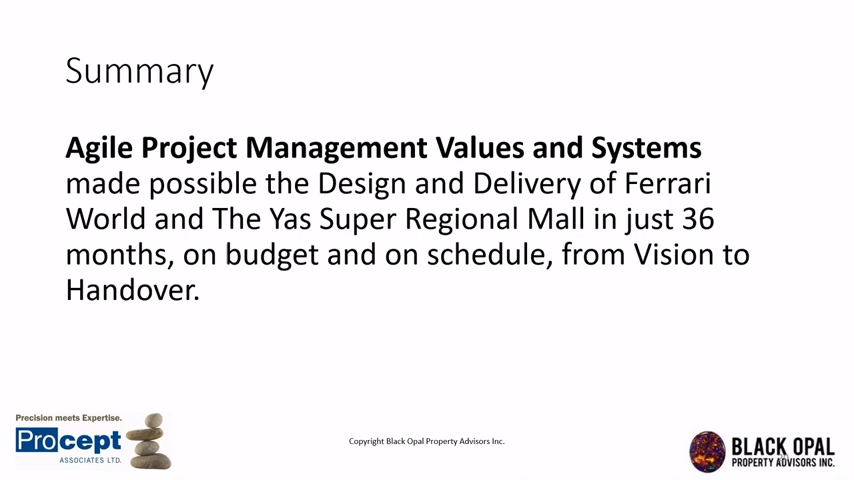 Summary
Agile Project Management Values and Systems
made possible the Design and Delivery of Ferrari
World and The Yas Super Regional Mall in just 36
months, on budget and on schedule, from Vision to
Handover.
Precision meets Expertise.
Procept
ASSOCIATES LTD.
Copyright Black Opal Property Advisors Inc.
BLACK OPAL
PROPERTY ADVISORS INC.